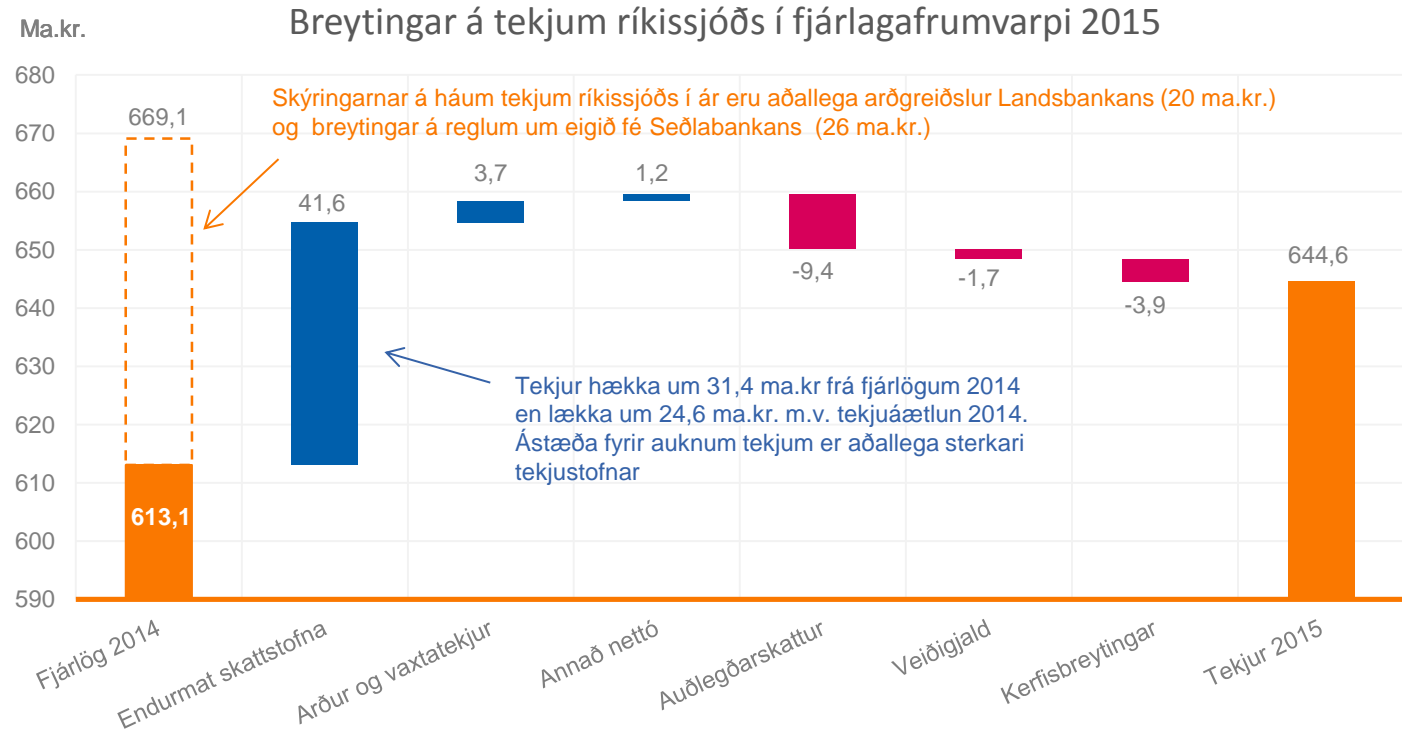 Breytingar á tekjum ríkissjóðs í fjárlagafrumvarpi 2015
Ma.kr.
680
670
660
650
640
630
620
610
600
590
Skýringarnar á háum tekjum ríkissjóðs í ár eru aðallega arðgreiðslur Landsbankans (20 ma.kr.)
og breytingar á reglum um eigið fé Seðlabankans (26 ma.kr.)
669,1
613,1
41,6
3,7
1,2
-9,4
-1,7
-3,9
644,6
Tekjur hækka um 31,4 ma.kr frá fjárlögum 2014
en lækka um 24,6 ma.kr. m.v. tekjuáætlun 2014.
Ástæða fyrir auknum tekjum er aðallega sterkari
tekjustofnar
Fjárlög 2014
Endurmat skattstofna
Arður og vaxtatekjur
Annað nettó
Auðlegðarskattur
Veiðigjald
Kerfisbreytingar
Tekjur 2015